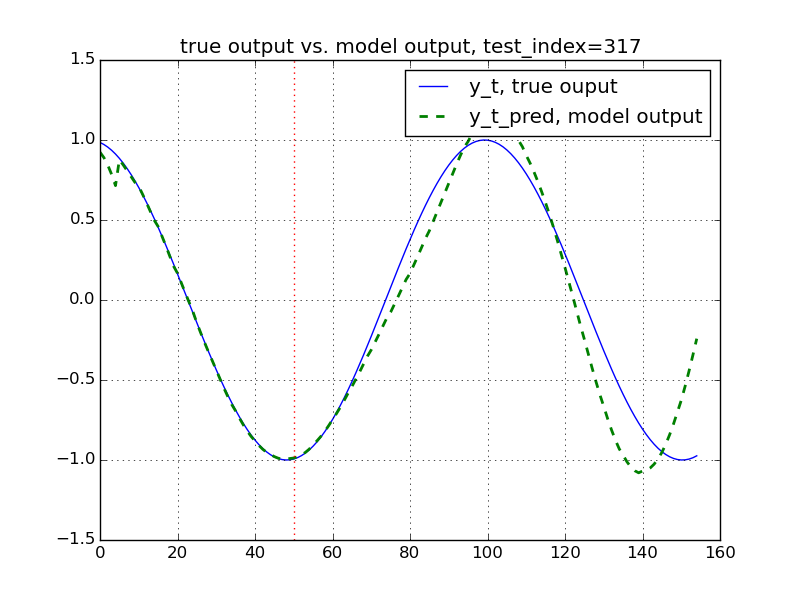 true output vs. model output, test_index=317
y_t, true ouput
y_t_pred, model output
1.5
1.0
0.5
0.0
−0.5
−1.0
−1.5
0 20 40 60 80 100 120 140 160